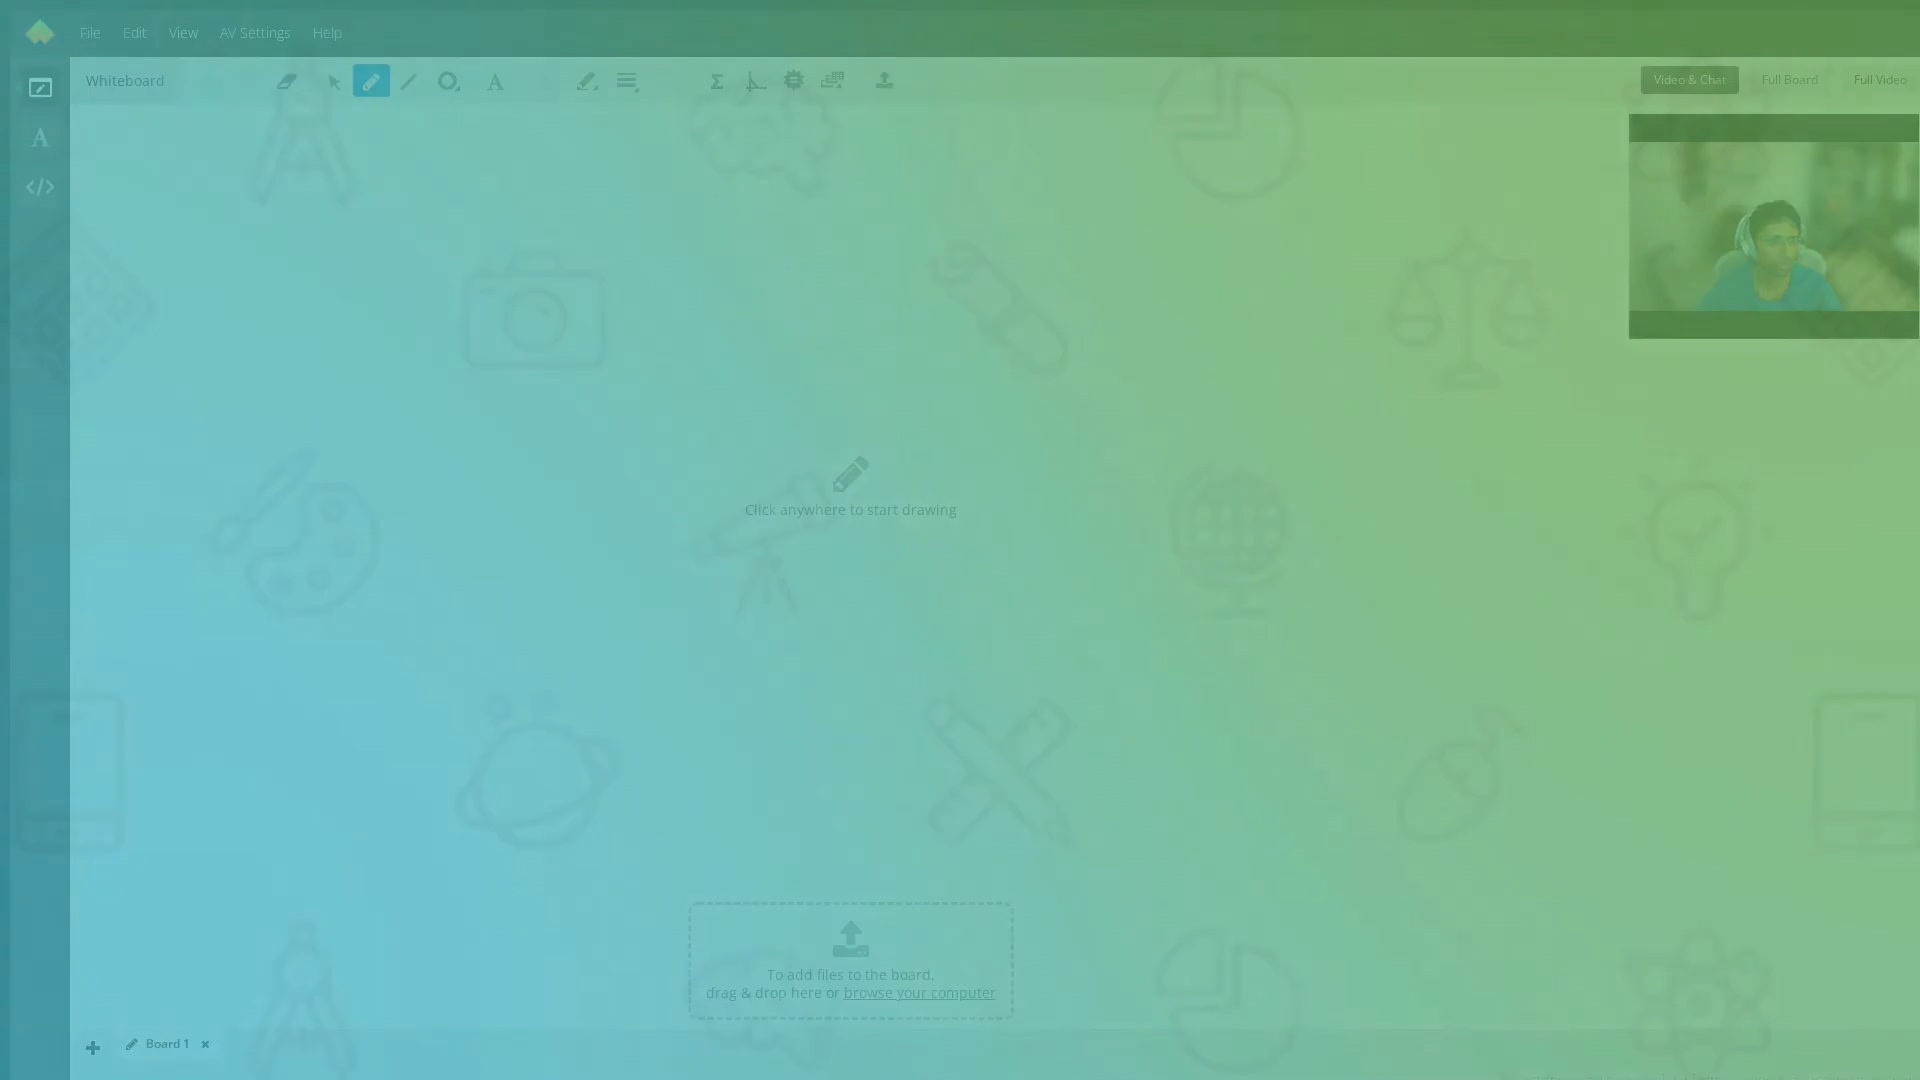 File Edit View AV Settings Help
Whiteboard
Video & Chat Full Board Full Video
Click anywhere to start drawing
To add files to the board,
drag & drop here or browse your computer
Board 1